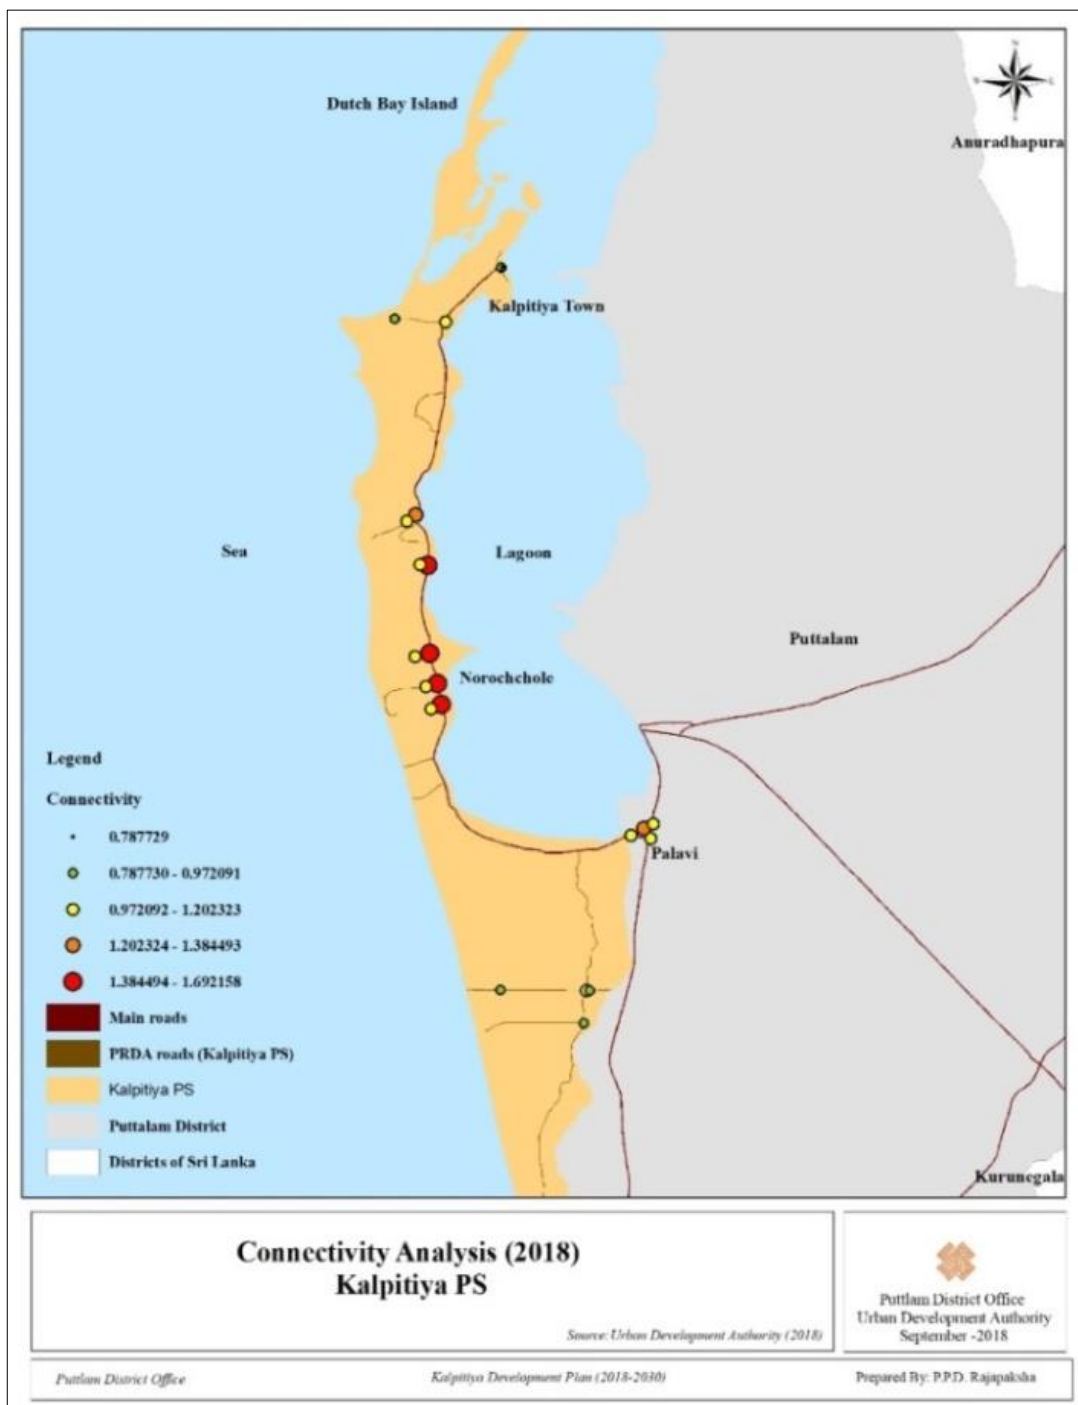 N
Dutch Bay Island
Anuradhapura
Kalpitiya Town
Sea
Lagoon
Puttalam
Norochchole
Palavi
Kurunegala
Legend
Connectivity
0.787729
0.787730 - 0.972091
0.972092 - 1.202323
1.202324 - 1.384493
1.384494 - 1.692158
Main roads
PRDA roads (Kalpitiya PS)
Kalpitiya PS
Puttalam District
Districts of Sri Lanka
Connectivity Analysis (2018)
Kalpitiya PS
Source: Urban Development Authority (2018)
Puttlam District Office
Urban Development Authority
September -2018
Puttlam District Office
Kalpitiya Development Plan (2018-2030)
Prepared By: P.P.D. Rajapaksha